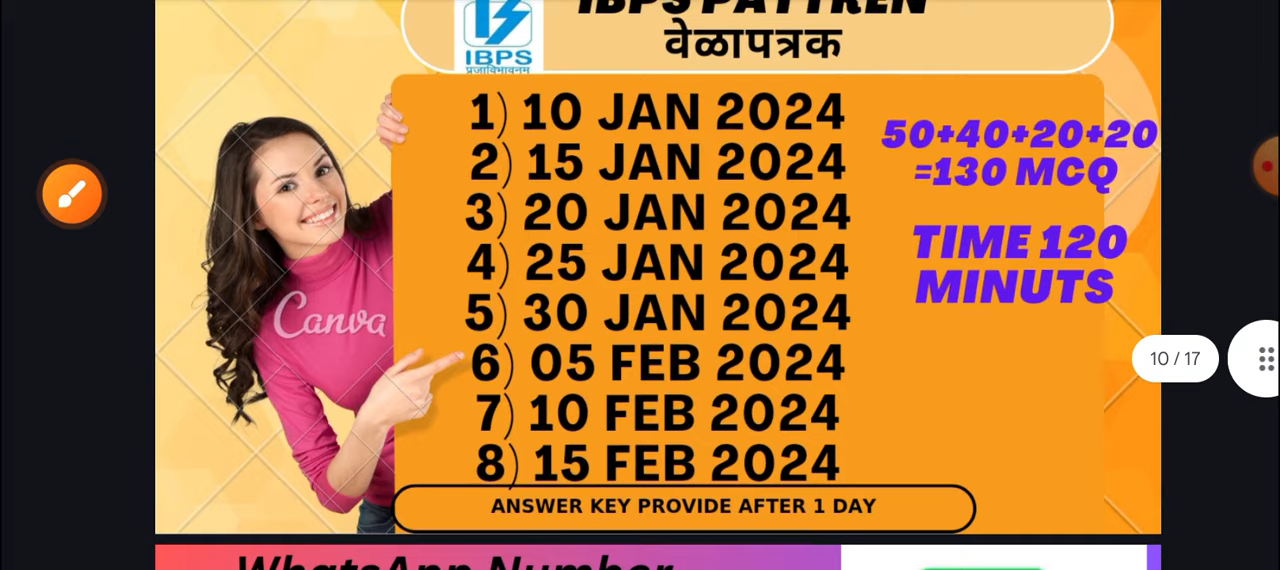 IBPS PATTREN
वेळापत्रक
IBPS
1) 10 JAN 2024
2) 15 JAN 2024
3) 20 JAN 2024
4) 25 JAN 2024
5) 30 JAN 2024
6) 05 FEB 2024
7) 10 FEB 2024
8) 15 FEB 2024
50+40+20+20
=130 MCQ
TIME 120
MINUTS
Canva
10 / 17
ANSWER KEY PROVIDE AFTER 1 DAY
WhatsApp Number